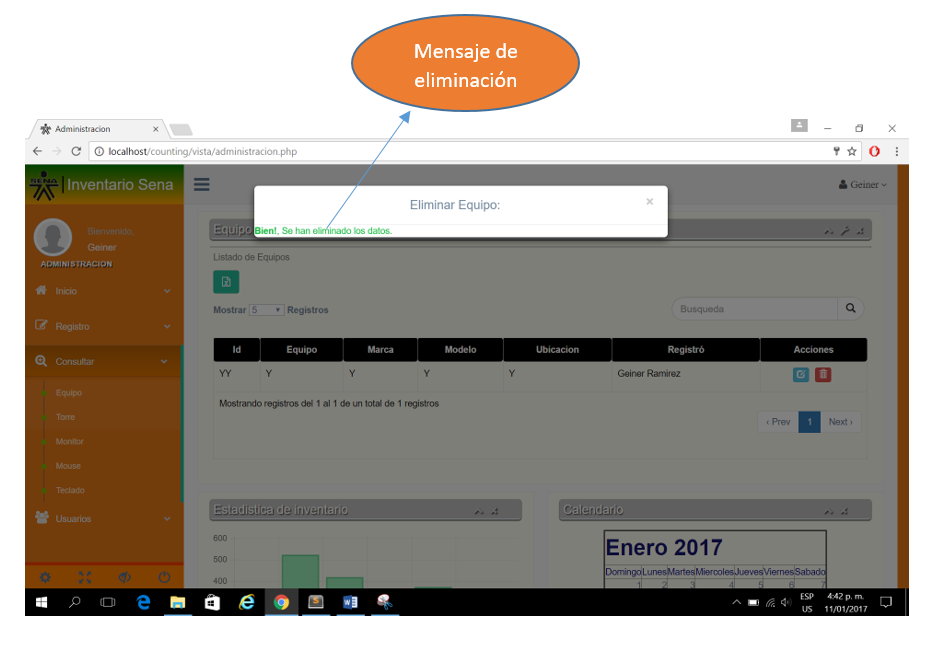 Mensaje de
eliminación
Administracion
localhost/counting/vista/administracion.php
SENA
Inventario Sena
Geiner
Eliminar Equipo:
×
Bien!, Se han eliminado los datos.
Bienvenido,
Geiner
ADMINISTRACION
Inicio
Registro
Consultar
Equipo
Torre
Monitor
Mouse
Teclado
Usuarios
Equipo
Listado de Equipos
Mostrar 5 Registros
Busqueda
Id Equipo Marca Modelo Ubicacion Registró Acciones
YY Y Y Y Y Geiner Ramirez
Mostrando registros del 1 al 1 de un total de 1 registros
‹ Prev 1 Next ›
Estadistica de inventario
600
500
400
Calendario
Enero 2017
Domingo Lunes Martes Miercoles Jueves Viernes Sabado
1 2 3 4 5 6 7
ESP
US
4:42 p. m.
11/01/2017